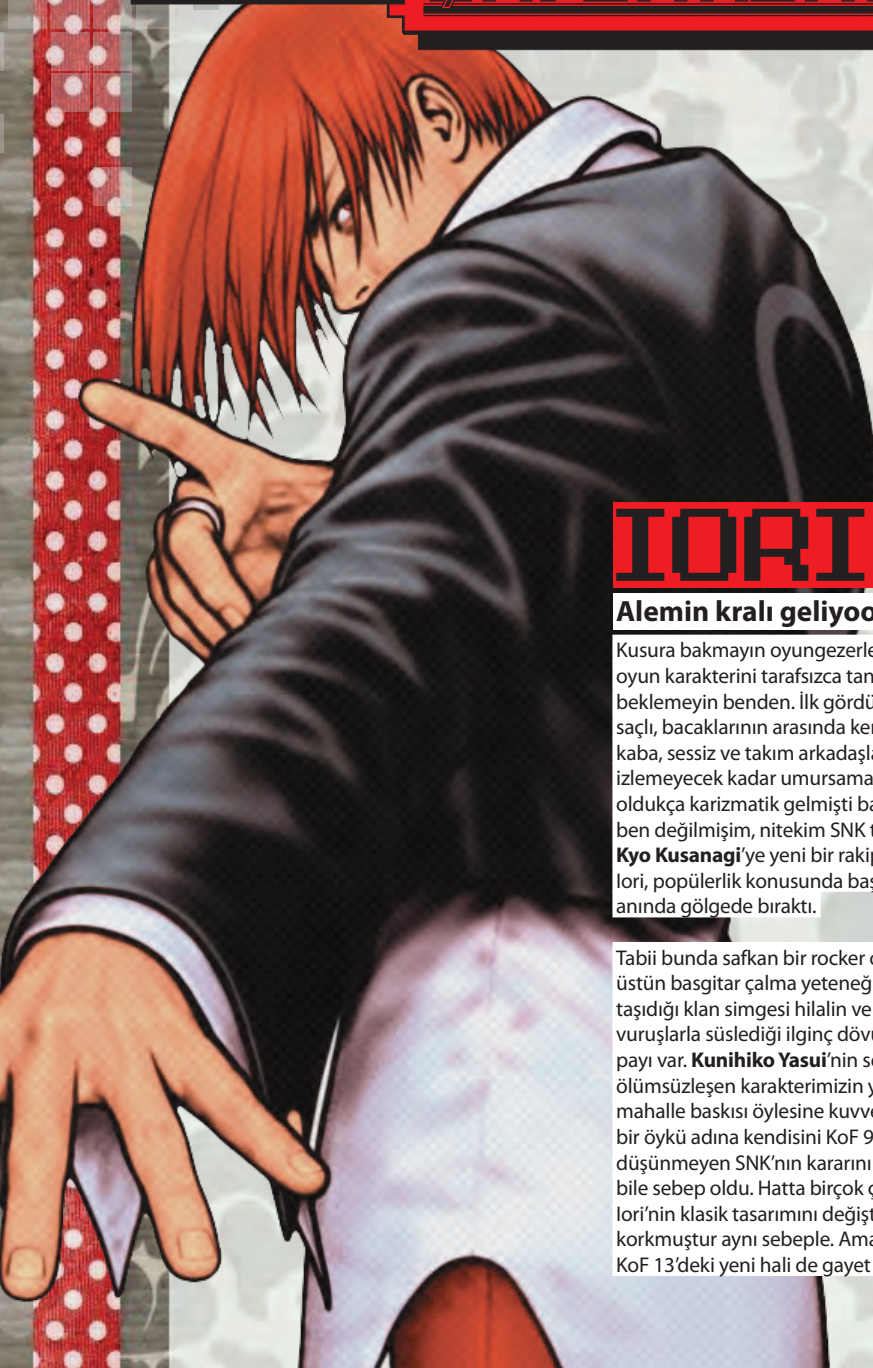 IORI
Alemin kralı geliyoo
Kusura bakmayın oyungezerle
oyun karakterini tarafsızca tan
beklemeyin benden. İlk gördü
saçlı, bacaklarının arasında ke
kaba, sessiz ve takım arkadaşla
izlemeyecek kadar umursama
oldukça karizmatik gelmişti ba
ben değilmişim, nitekim SNK t
Kyo Kusanagi'ye yeni bir rakip
Iori, popülerlik konusunda baş
anında gölgede bıraktı.
Tabii bunda safkan bir rocker o
üstün basgitar çalma yeteneğ
taşıdığı klan simgesi hilalin ve
vuruşlarla süslediği ilginç dövü
payı var. Kunihiko Yasui'nin se
ölümsüzleşen karakterimizin y
mahalle baskısı öylesine kuvve
bir öykü adına kendisini KoF 9
düşünmeyen SNK'nın kararını
bile sebep oldu. Hatta birçok ç
Iori'nin klasik tasarımını değişt
korkmuştur aynı sebeple. Ama
KoF 13'deki yeni hali de gayet